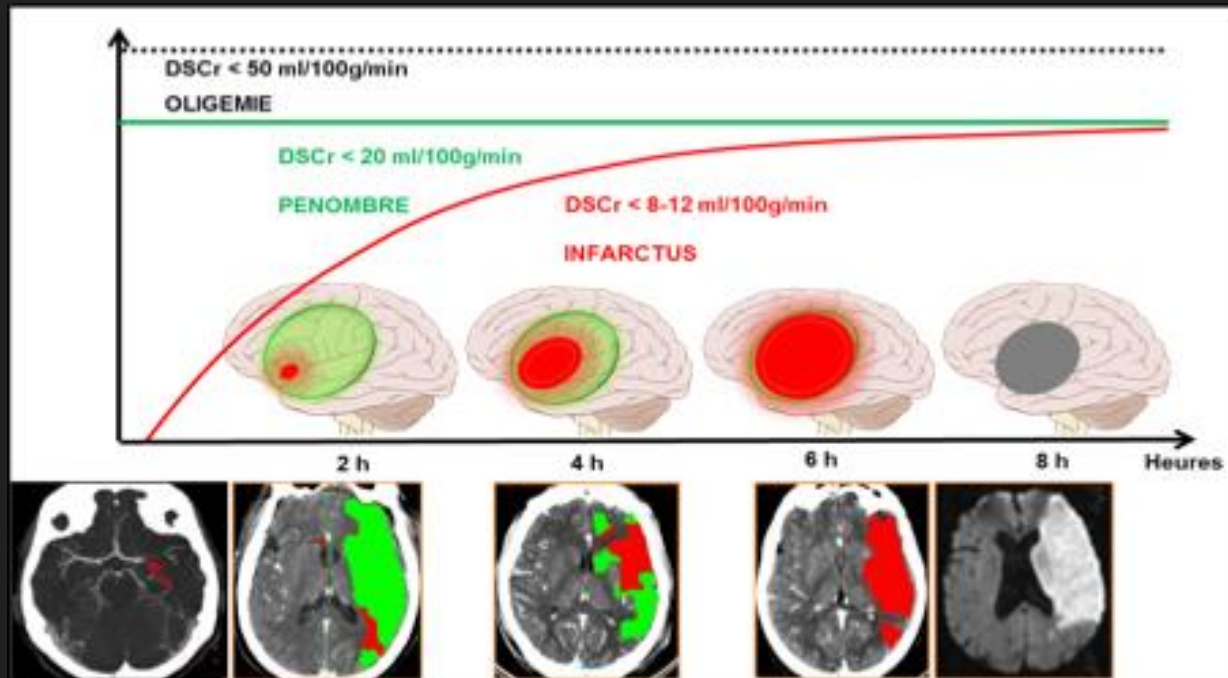 DSCr < 50 ml/100g/min
OLIGEMIE
DSCr < 20 ml/100g/min
PENOMBRE
DSCr < 8-12 ml/100g/min
INFARCTUS
2 h
4 h
6 h
8 h
Heures